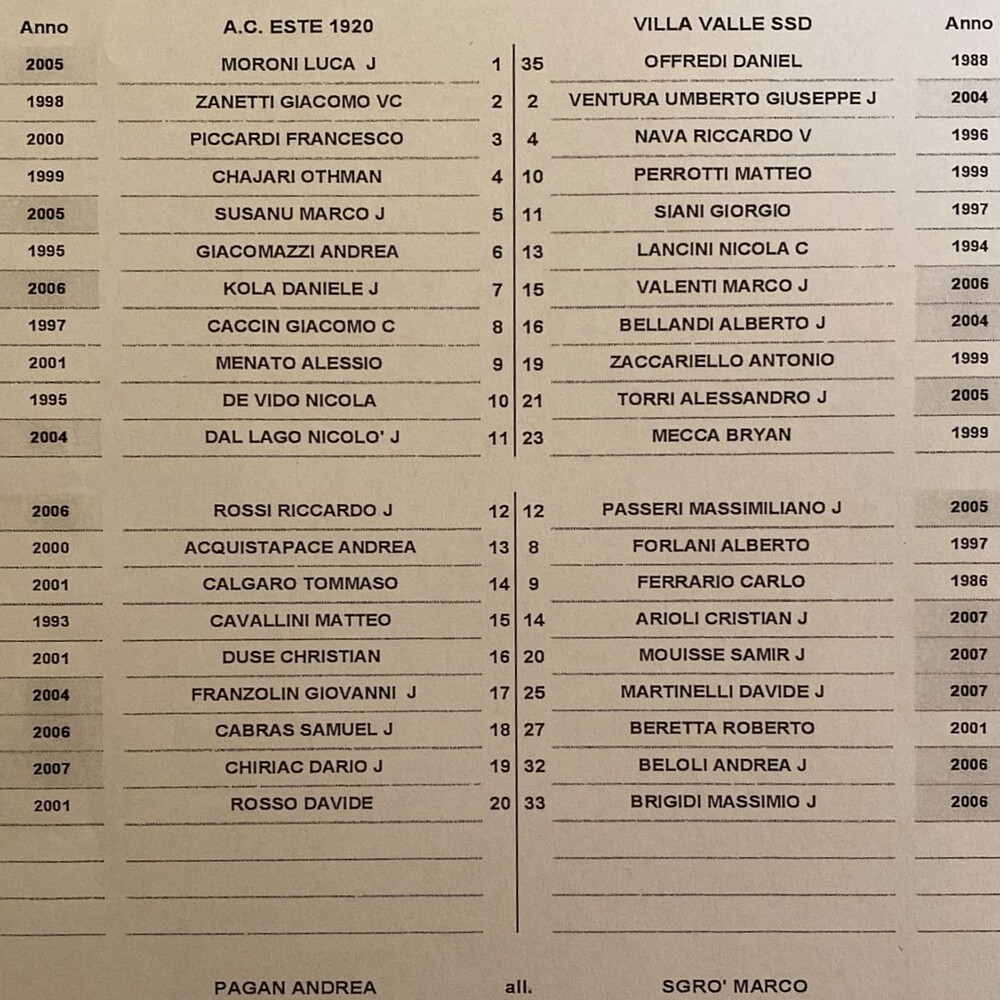 Anno A.C. ESTE 1920 VILLA VALLE SSD Anno
2005 MORONI LUCA J 1 35 OFFREDI DANIEL 1988
1998 ZANETTI GIACOMO VC 2 2 VENTURA UMBERTO GIUSEPPE J 2004
2000 PICCARDI FRANCESCO 3 4 NAVA RICCARDO V 1996
1999 CHAJARI OTHMAN 4 10 PERROTTI MATTEO 1999
2005 SUSANU MARCO J 5 11 SIANI GIORGIO 1997
1995 GIACOMAZZI ANDREA 6 13 LANCINI NICOLA C 1994
2006 KOLA DANIELE J 7 15 VALENTI MARCO J 2006
1997 CACCIN GIACOMO C 8 16 BELLANDI ALBERTO J 2004
2001 MENATO ALESSIO 9 19 ZACCARIELLO ANTONIO 1999
1995 DE VIDO NICOLA 10 21 TORRI ALESSANDRO J 2005
2004 DAL LAGO NICOLO' J 11 23 MECCA BRYAN 1999
2006 ROSSI RICCARDO J 12 12 PASSERI MASSIMILIANO J 2005
2000 ACQUISTAPACE ANDREA 13 8 FORLANI ALBERTO 1997
2001 CALGARO TOMMASO 14 9 FERRARIO CARLO 1986
1993 CAVALLINI MATTEO 15 14 ARIOLI CRISTIAN J 2007
2001 DUSE CHRISTIAN 16 20 MOUISSE SAMIR J 2007
2004 FRANZOLIN GIOVANNI J 17 25 MARTINELLI DAVIDE J 2007
2006 CABRAS SAMUEL J 18 27 BERETTA ROBERTO 2001
2007 CHIRIAC DARIO J 19 32 BELOLI ANDREA J 2006
2001 ROSSO DAVIDE 20 33 BRIGIDI MASSIMIO J 2006
PAGAN ANDREA all. SGRO' MARCO